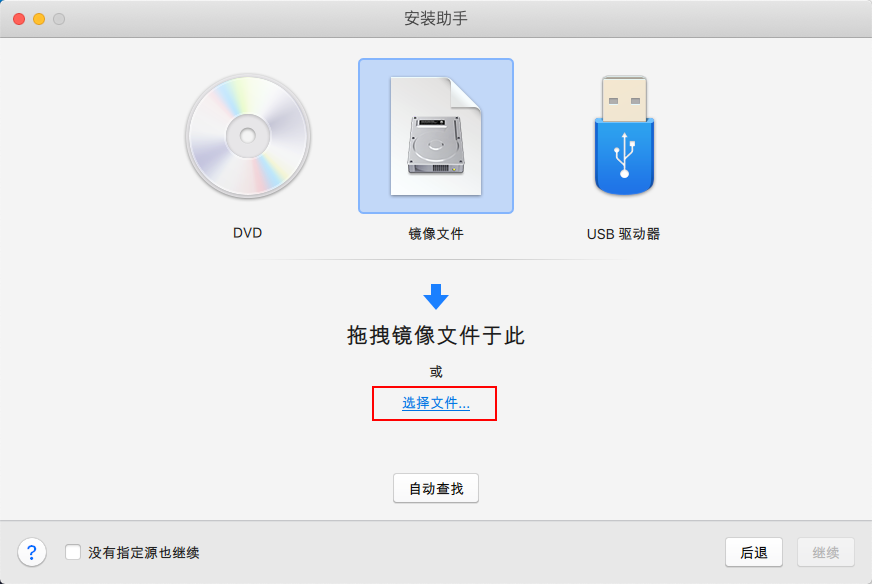 安装助手
DVD
镜像文件
USB 驱动器
拖拽镜像文件于此
或
选择文件...
自动查找
?
没有指定源也继续
后退
继续